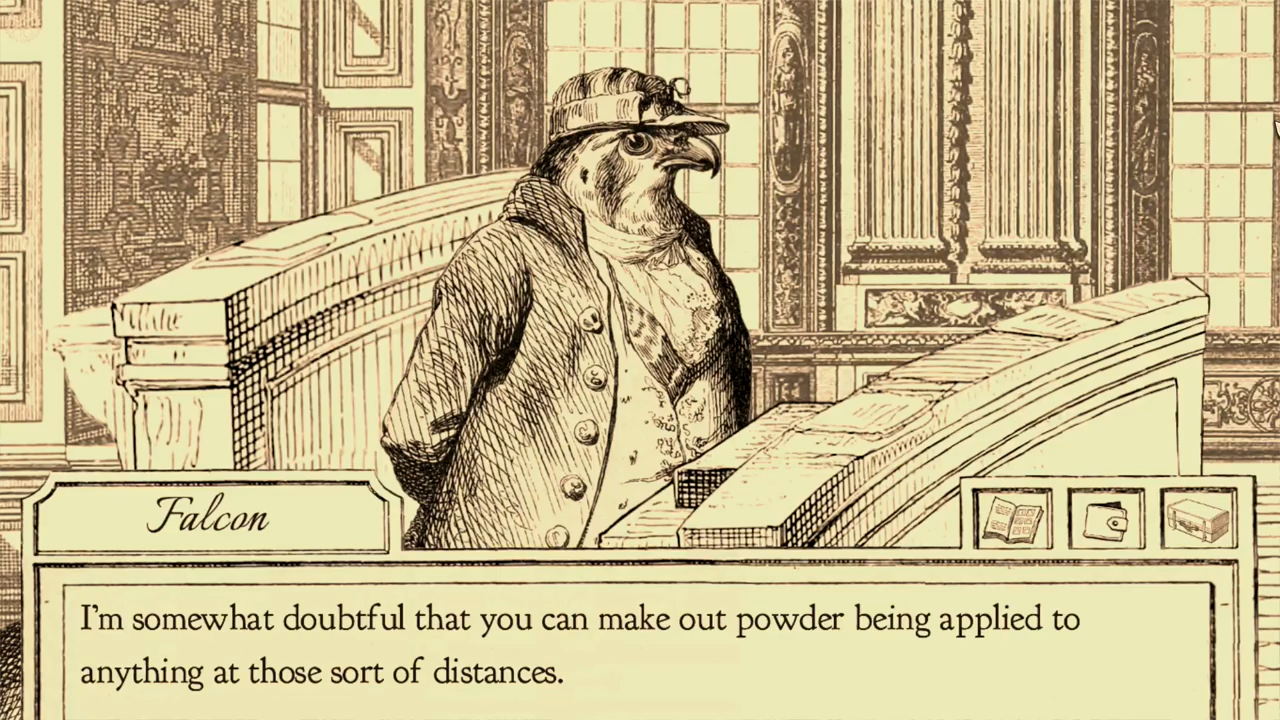 Falcon
I'm somewhat doubtful that you can make out powder being applied to
anything at those sort of distances.